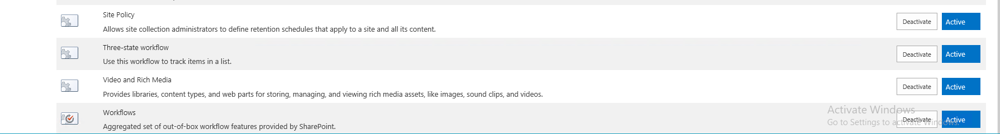 Site Policy
Allows site collection administrators to define retention schedules that apply to a site and all its content.
Deactivate
Active
Three-state workflow
Use this workflow to track items in a list.
Deactivate
Active
Video and Rich Media
Provides libraries, content types, and web parts for storing, managing, and viewing rich media assets, like images, sound clips, and videos.
Deactivate
Active
Workflows
Aggregated set of out-of-box workflow features provided by SharePoint.
Deactivate
Active
Activate Windows
Go to Settings to activate Windows.